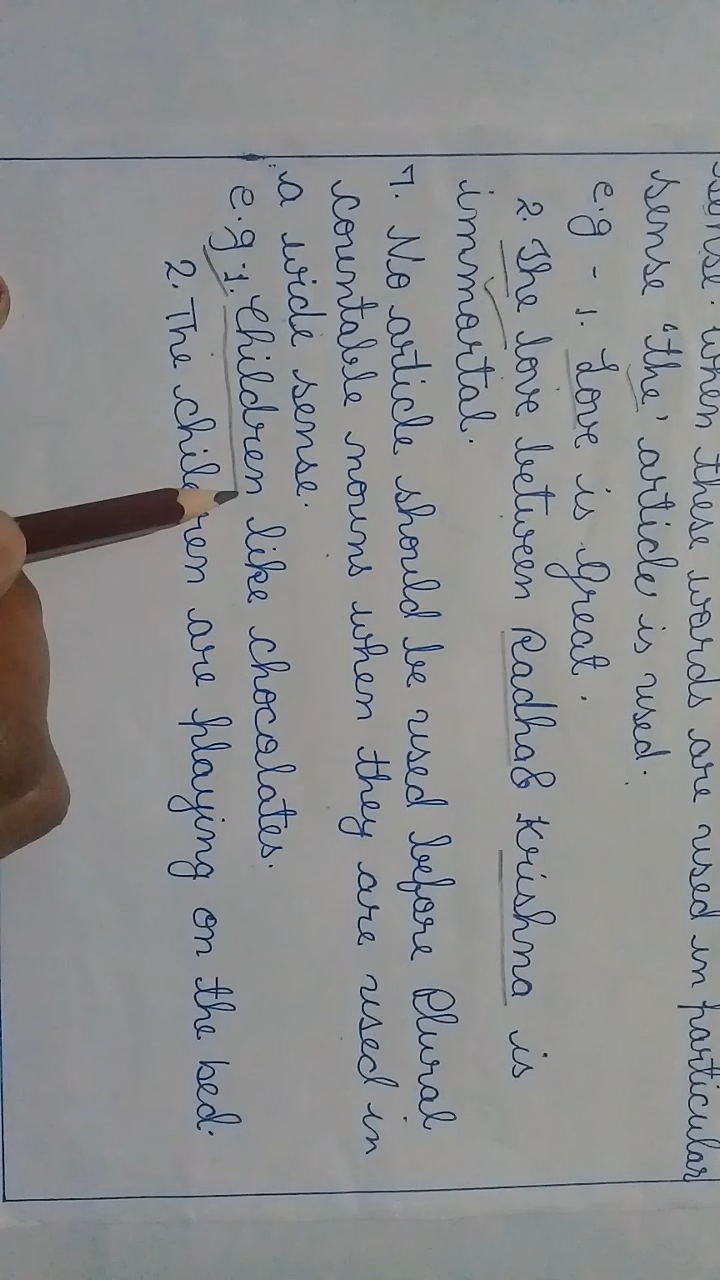 sense. when these words are used in particular
sense 'the' article is used.
e.g - 1. Love is Great.
2. The love between Radha & Krishna is
immortal.
7. No article should be used before Plural
countable nouns when they are used in
a wide sense.
e.g. 1. Children like chocolates.
2. The children are playing on the bed.